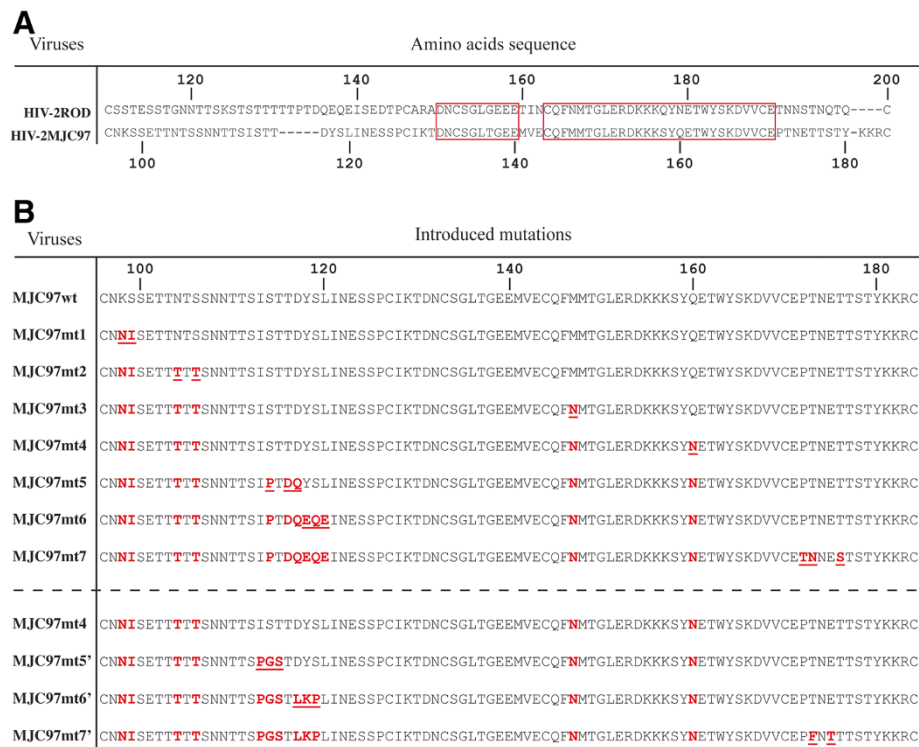 A
Viruses Amino acids sequence
120 140 160 180 200
HIV-2ROD CSSTESSTGNNTTSKSTSTTTTTPTDQEQEISEDTPCARADNCSGLGEEETINCQFNMTGLERDKKKQYNETWYSKDVVCETNNSTNQTQ----C
HIV-2MJC97 CNKSSETTNTSSNNTTSISTT-----DYSLINESSPCIKTDNCSGLTGEEMVECQFMMTGLERDKKKSYQETWYSKDVVCEPTNETTSTY-KKRC
100 120 140 160 180
B
Viruses Introduced mutations
100 120 140 160 180
MJC97wt CNKSSETTNTSSNNTTSISTTDYSLINESSPCIKTDNCSGLTGEEMVECQFMMTGLERDKKKSYQETWYSKDVVCEPTNETTSTYKKRC
MJC97mt1 CNNISETTNTSSNNTTSISTTDYSLINESSPCIKTDNCSGLTGEEMVECQFMMTGLERDKKKSYQETWYSKDVVCEPTNETTSTYKKRC
MJC97mt2 CNNISETTTTTSNNTTSISTTDYSLINESSPCIKTDNCSGLTGEEMVECQFMMTGLERDKKKSYQETWYSKDVVCEPTNETTSTYKKRC
MJC97mt3 CNNISETTTTTSNNTTSISTTDYSLINESSPCIKTDNCSGLTGEEMVECQFNMTGLERDKKKSYQETWYSKDVVCEPTNETTSTYKKRC
MJC97mt4 CNNISETTTTTSNNTTSISTTDYSLINESSPCIKTDNCSGLTGEEMVECQFNMTGLERDKKKSYNETWYSKDVVCEPTNETTSTYKKRC
MJC97mt5 CNNISETTTTTSNNTTSIPTDQYSLINESSPCIKTDNCSGLTGEEMVECQFNMTGLERDKKKSYNETWYSKDVVCEPTNETTSTYKKRC
MJC97mt6 CNNISETTTTTSNNTTSIPTDQEQEINESSPCIKTDNCSGLTGEEMVECQFNMTGLERDKKKSYNETWYSKDVVCEPTNETTSTYKKRC
MJC97mt7 CNNISETTTTTSNNTTSIPTDQEQEINESSPCIKTDNCSGLTGEEMVECQFNMTGLERDKKKSYNETWYSKDVVCETNNESTSTYKKRC
MJC97mt4 CNNISETTTTTSNNTTSISTTDYSLINESSPCIKTDNCSGLTGEEMVECQFNMTGLERDKKKSYNETWYSKDVVCEPTNETTSTYKKRC
MJC97mt5’ CNNISETTTTTSNNTTSPGSTDYSLINESSPCIKTDNCSGLTGEEMVECQFNMTGLERDKKKSYNETWYSKDVVCEPTNETTSTYKKRC
MJC97mt6’ CNNISETTTTTSNNTTSPGSTLKPLINESSPCIKTDNCSGLTGEEMVECQFNMTGLERDKKKSYNETWYSKDVVCEPTNETTSTYKKRC
MJC97mt7’ CNNISETTTTTSNNTTSPGSTLKPLINESSPCIKTDNCSGLTGEEMVECQFNMTGLERDKKKSYNETWYSKDVVCEPFNTTTSTYKKRC